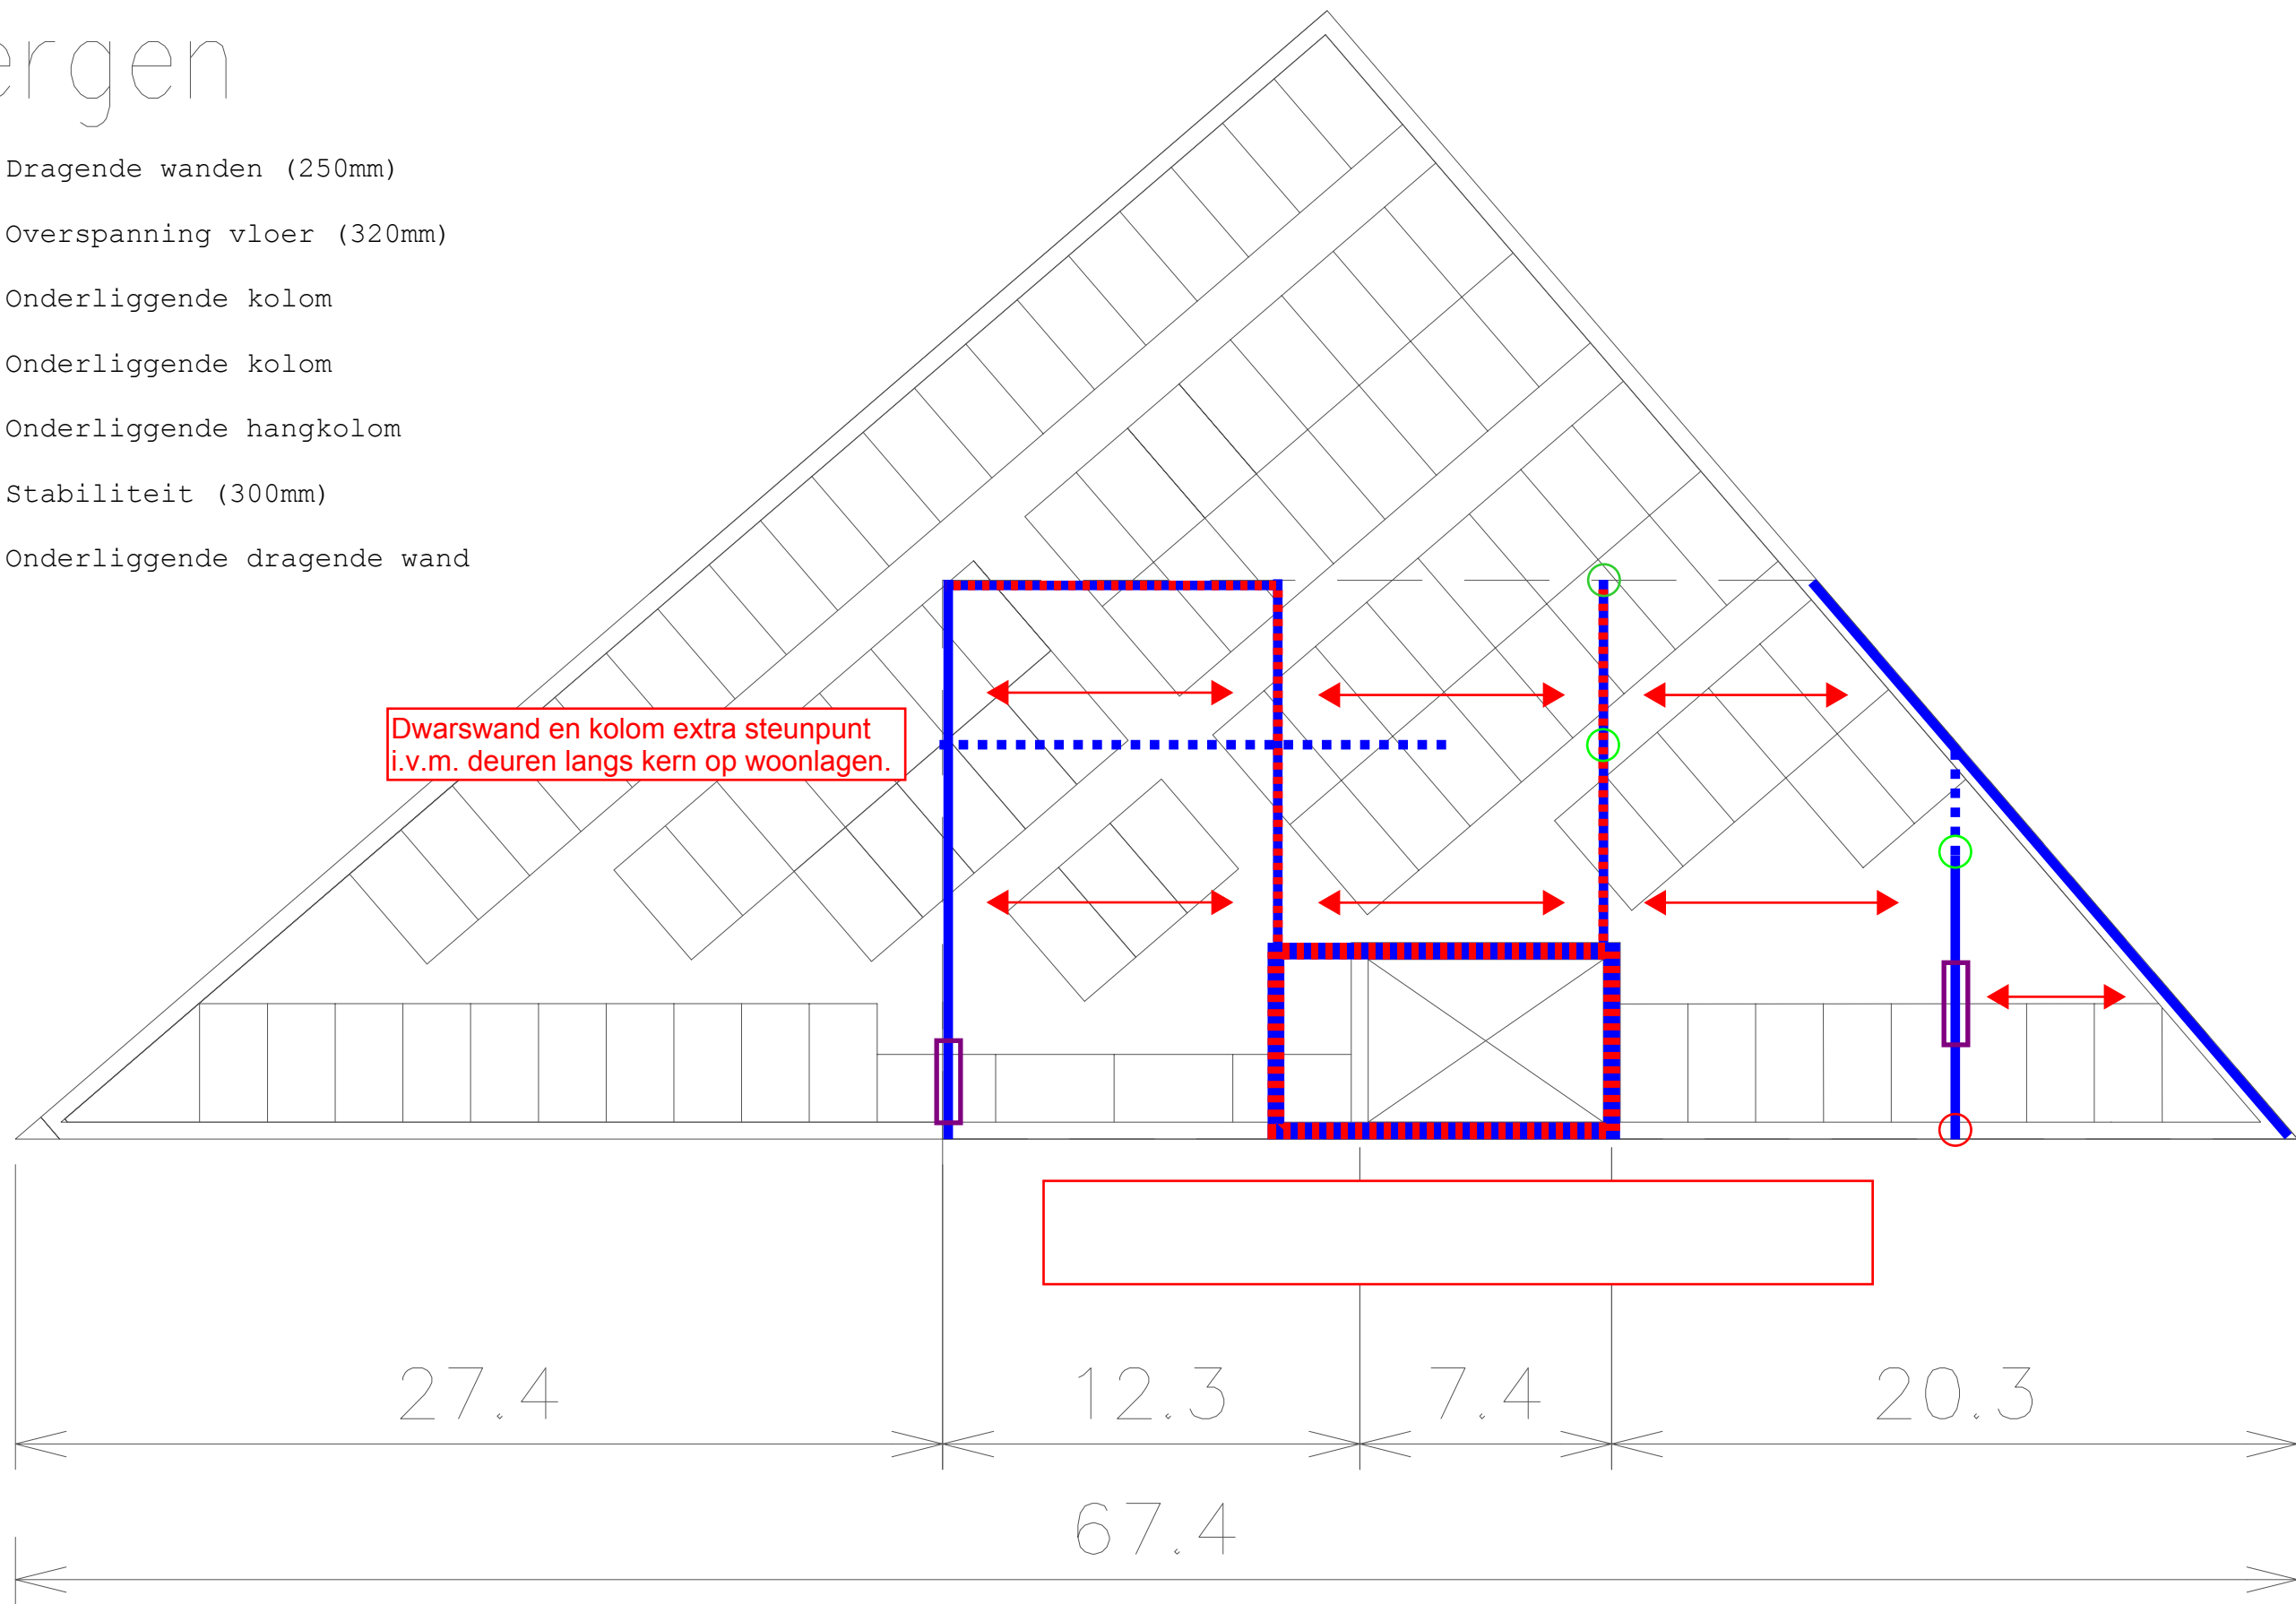 ergen
Dragende wanden (250mm)
Overspanning vloer (320mm)
Onderliggende kolom
Onderliggende kolom
Onderliggende hangkolom
Stabiliteit (300mm)
Onderliggende dragende wand
Dwarswand en kolom extra steunpunt
i.v.m. deuren langs kern op woonlagen.
27.4
12.3
7.4
20.3
67.4